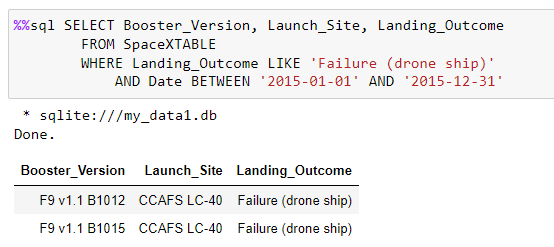 %%sql SELECT Booster_Version, Launch_Site, Landing_Outcome
FROM SpaceXTABLE
WHERE Landing_Outcome LIKE 'Failure (drone ship)'
AND Date BETWEEN '2015-01-01' AND '2015-12-31'
* sqlite:///my_data1.db
Done.
Booster_Version Launch_Site Landing_Outcome
F9 v1.1 B1012 CCAFS LC-40 Failure (drone ship)
F9 v1.1 B1015 CCAFS LC-40 Failure (drone ship)